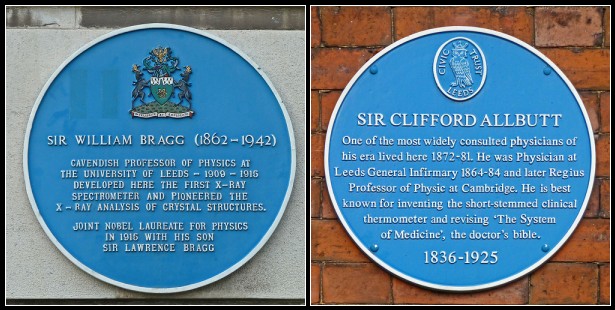 SIR WILLIAM BRAGG (1862-1942)
CAVENDISH PROFESSOR OF PHYSICS AT
THE UNIVERSITY OF LEEDS - 1909 - 1915
DEVELOPED HERE THE FIRST X-RAY
SPECTROMETER AND PIONEERED THE
X-RAY ANALYSIS OF CRYSTAL STRUCTURES.
JOINT NOBEL LAUREATE FOR PHYSICS
IN 1915 WITH HIS SON
SIR LAWRENCE BRAGG
CIVIC TRUST
LEEDS
SIR CLIFFORD ALLBUTT
One of the most widely consulted physicians of
his era lived here 1872-81. He was Physician at
Leeds General Infirmary 1864-84 and later Regius
Professor of Physic at Cambridge. He is best
known for inventing the short-stemmed clinical
thermometer and revising 'The System
of Medicine', the doctor's bible.
1836-1925